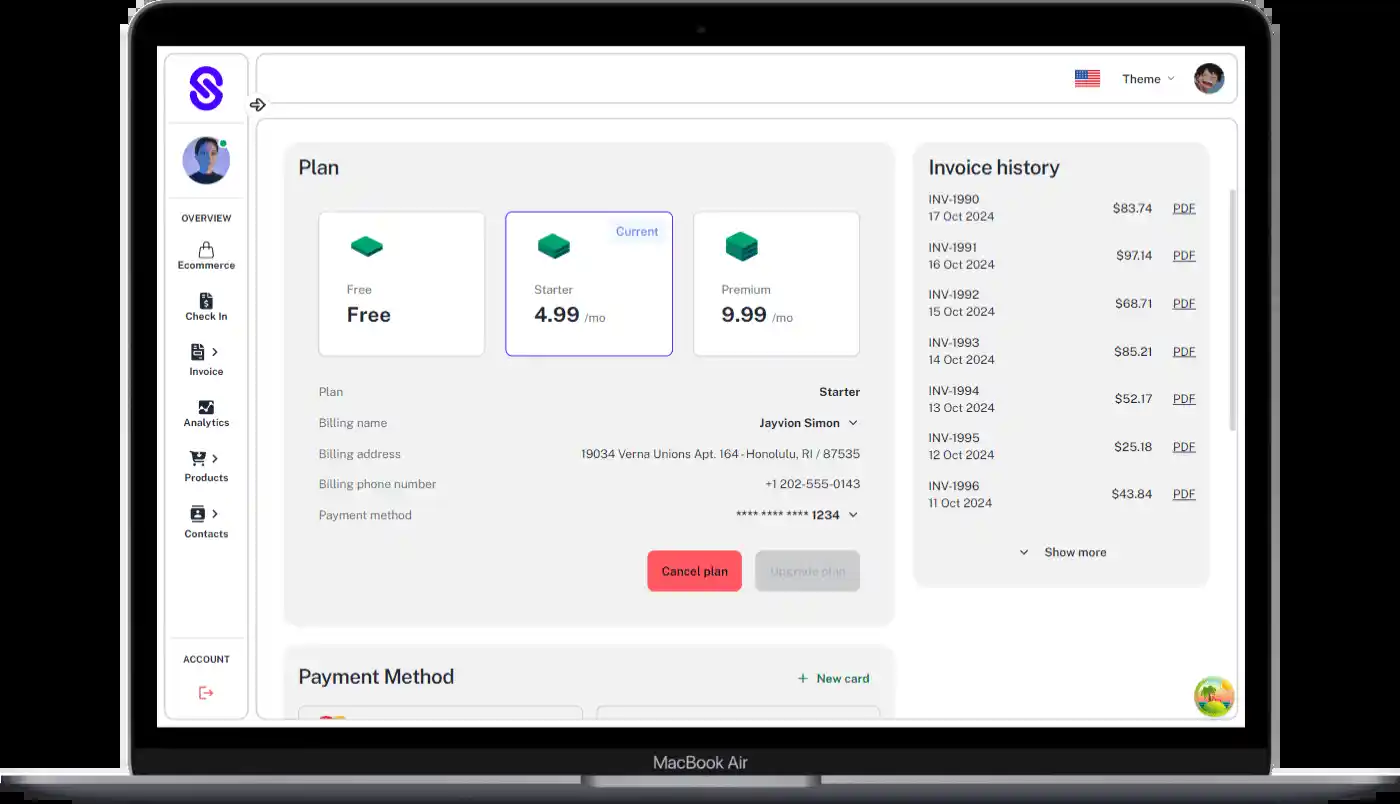 Theme
OVERVIEW
Ecommerce
Check In
Invoice
Analytics
Products
Contacts
ACCOUNT
Plan
Free
Free
Current
Starter
4.99 /mo
Premium
9.99 /mo
Plan Starter
Billing name Jayvion Simon
Billing address 19034 Verna Unions Apt. 164 - Honolulu, RI / 87535
Billing phone number +1 202-555-0143
Payment method **** **** **** 1234
Cancel plan
Upgrade plan
Payment Method
+ New card
Invoice history
INV-1990
17 Oct 2024
$83.74 PDF
INV-1991
16 Oct 2024
$97.14 PDF
INV-1992
15 Oct 2024
$68.71 PDF
INV-1993
14 Oct 2024
$85.21 PDF
INV-1994
13 Oct 2024
$52.17 PDF
INV-1995
12 Oct 2024
$25.18 PDF
INV-1996
11 Oct 2024
$43.84 PDF
Show more
MacBook Air